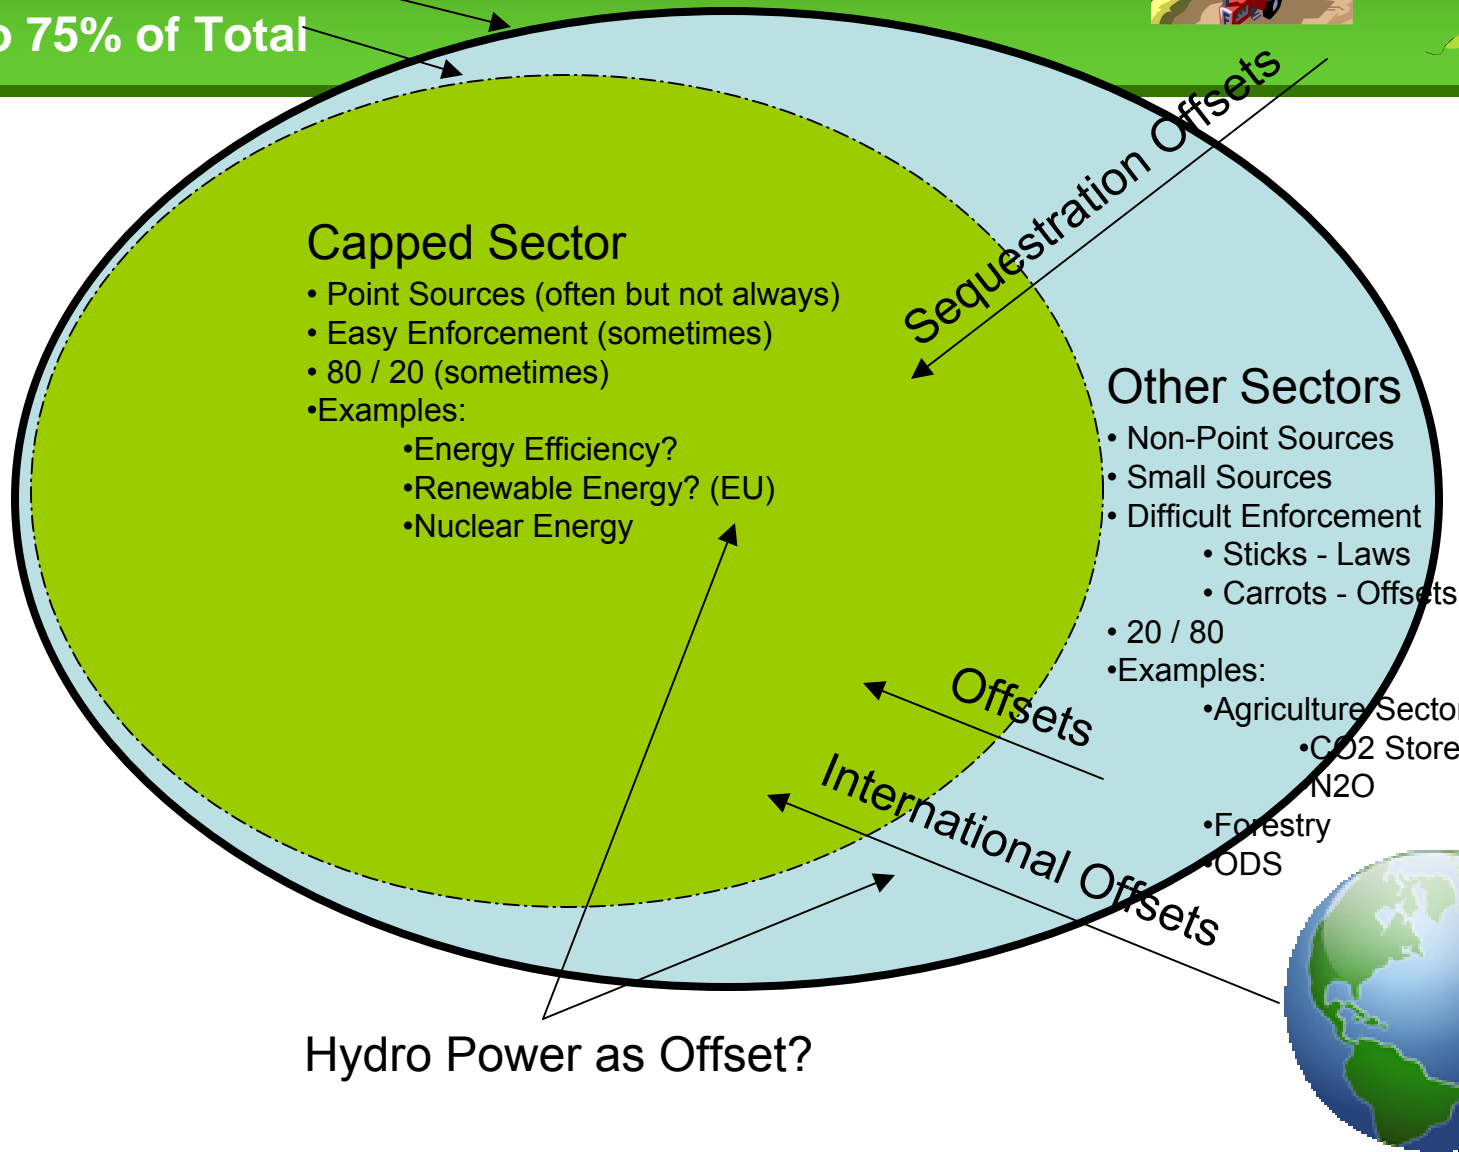 75% of Total
Sequestration Offsets
Capped Sector
• Point Sources (often but not always)
• Easy Enforcement (sometimes)
• 80 / 20 (sometimes)
•Examples:
•Energy Efficiency?
•Renewable Energy? (EU)
•Nuclear Energy
Other Sectors
• Non-Point Sources
• Small Sources
• Difficult Enforcement
• Sticks - Laws
• Carrots - Offsets
• 20 / 80
•Examples:
•Agriculture Sector
•CO2 Store
•N2O
•Forestry
•ODS
Offsets
International Offsets
Hydro Power as Offset?